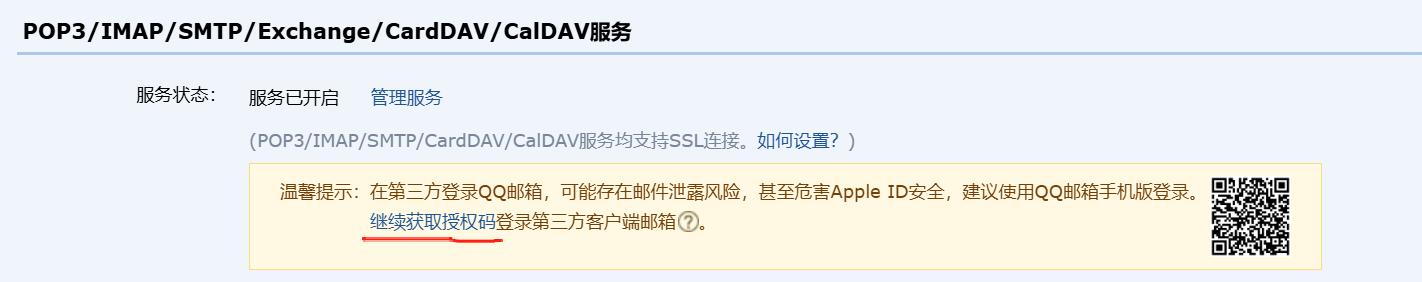 POP3/IMAP/SMTP/Exchange/CardDAV/CalDAV服务
服务状态： 服务已开启 管理服务
(POP3/IMAP/SMTP/CardDAV/CalDAV服务均支持SSL连接。如何设置？)
温馨提示：在第三方登录QQ邮箱，可能存在邮件泄露风险，甚至危害Apple ID安全，建议使用QQ邮箱手机版登录。
继续获取授权码登录第三方客户端邮箱?。